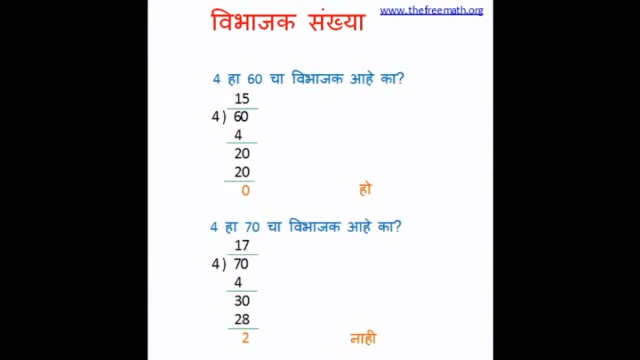 विभाजक संख्या
www.thefreemath.org
4 हा 60 चा विभाजक आहे का?
15
4 ) 60
4
20
20
0 हो
4 हा 70 चा विभाजक आहे का?
17
4 ) 70
4
30
28
2 नाही